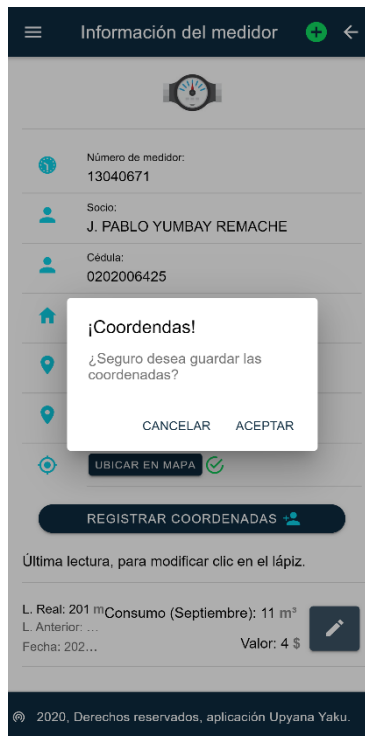 Información del medidor
Número de medidor:
13040671
Socio:
J. PABLO YUMBAY REMACHE
Cédula:
0202006425
¡Coordendas!
¿Seguro desea guardar las
coordenadas?
CANCELAR ACEPTAR
UBICAR EN MAPA
REGISTRAR COORDENADAS
Última lectura, para modificar clic en el lápiz.
L. Real: 201 m Consumo (Septiembre): 11 m³
L. Anterior: ...
Fecha: 202... Valor: 4 $
2020, Derechos reservados, aplicación Upyana Yaku.